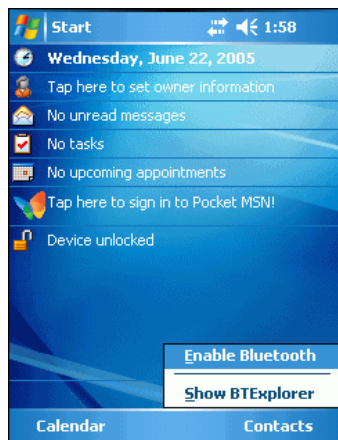 Start 1:58
Wednesday, June 22, 2005
Tap here to set owner information
No unread messages
No tasks
No upcoming appointments
Tap here to sign in to Pocket MSN!
Device unlocked
Enable Bluetooth
Show BTExplorer
Calendar Contacts